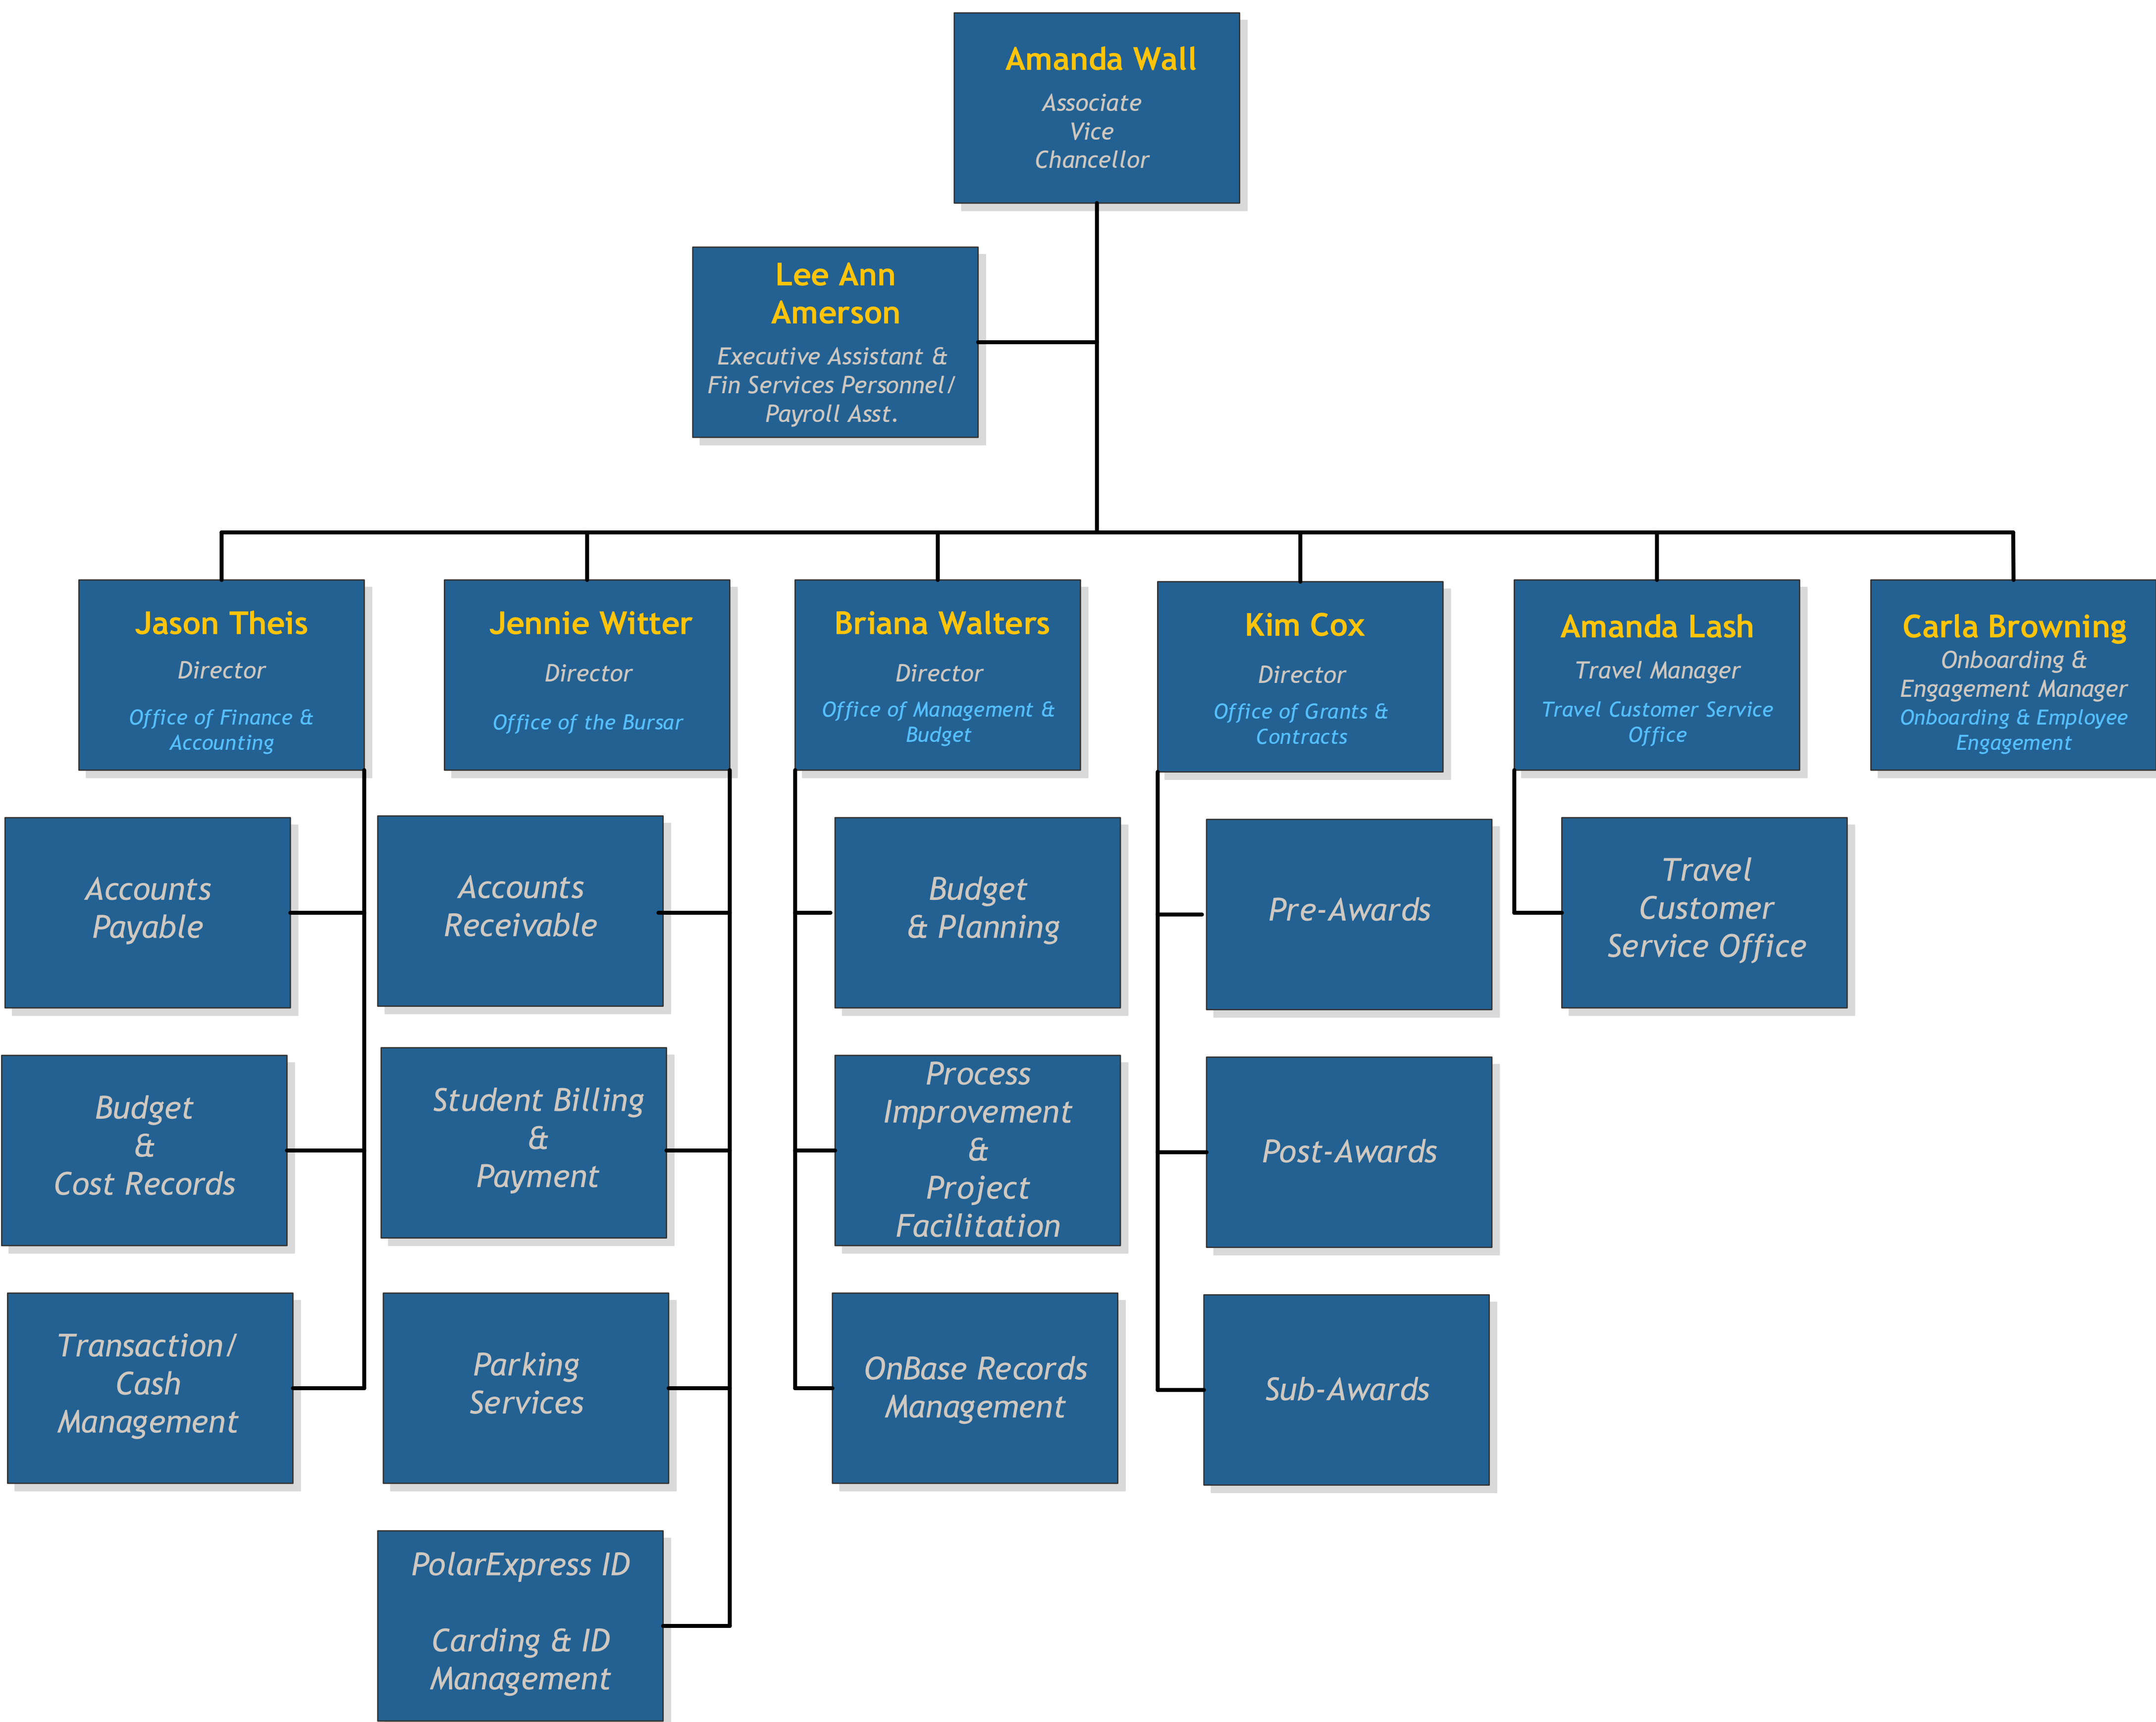 Amanda Wall
Associate
Vice
Chancellor
Lee Ann
Amerson
Executive Assistant &
Fin Services Personnel/
Payroll Asst.
Jason Theis
Director
Office of Finance &
Accounting
Jennie Witter
Director
Office of the Bursar
Briana Walters
Director
Office of Management &
Budget
Kim Cox
Director
Office of Grants &
Contracts
Amanda Lash
Travel Manager
Travel Customer Service
Office
Carla Browning
Onboarding &
Engagement Manager
Onboarding & Employee
Engagement
Accounts
Payable
Accounts
Receivable
Budget
& Planning
Pre-Awards
Travel
Customer
Service Office
Budget
&
Cost Records
Student Billing
&
Payment
Process
Improvement
&
Project
Facilitation
Post-Awards
Transaction/
Cash
Management
Parking
Services
OnBase Records
Management
Sub-Awards
PolarExpress ID
Carding & ID
Management